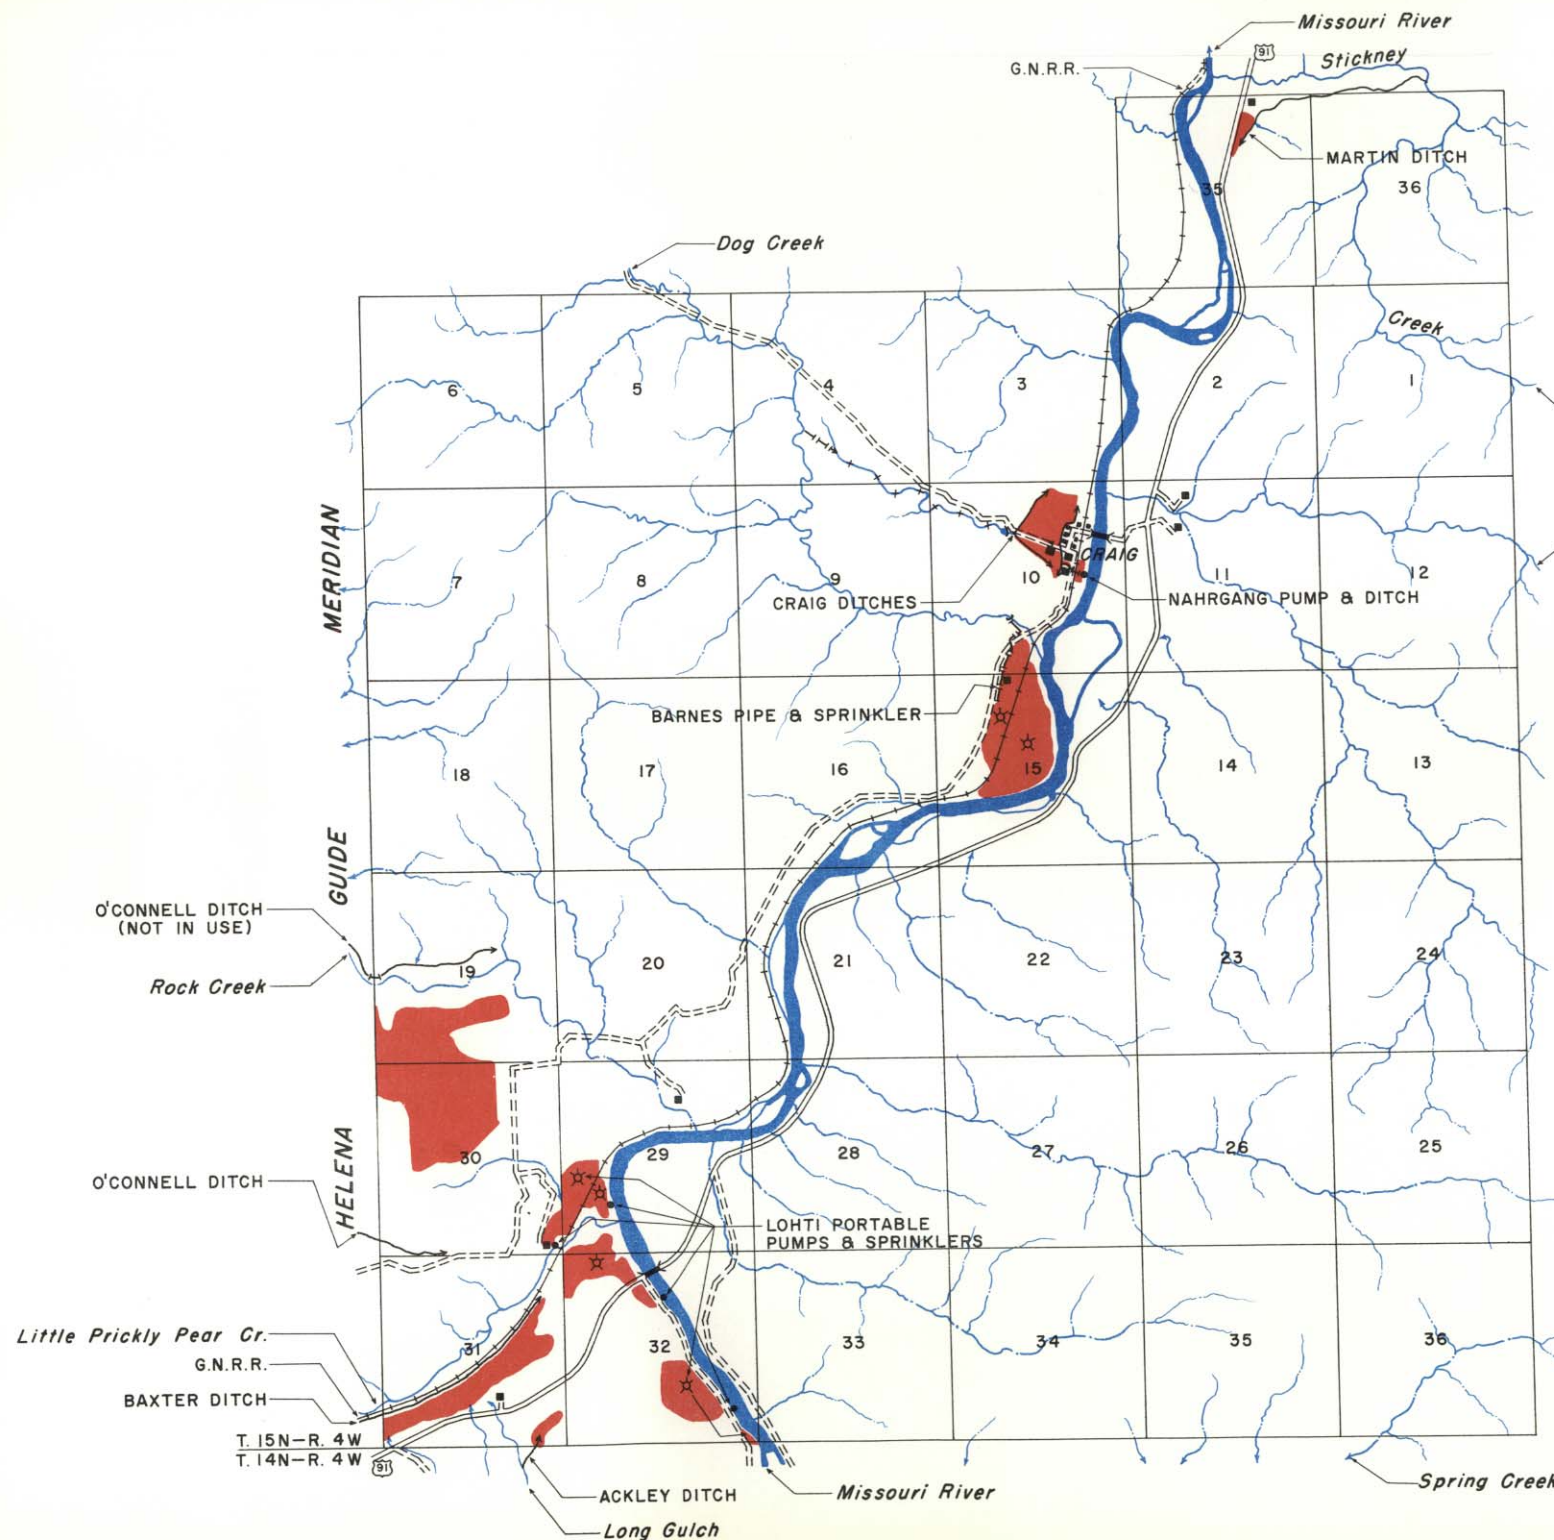 Missouri River
91
Stickney
G.N.R.R.
MARTIN DITCH
35
36
Dog Creek
Creek
6
5
4
3
2
1
MERIDIAN
CRAIG
7
8
9
10
11
12
CRAIG DITCHES
NAHRGANG PUMP & DITCH
BARNES PIPE & SPRINKLER
18
17
16
15
14
13
GUIDE
O'CONNELL DITCH
(NOT IN USE)
Rock Creek
19
20
21
22
23
24
HELENA
30
29
28
27
26
25
O'CONNELL DITCH
LOHTI PORTABLE
PUMPS & SPRINKLERS
Little Prickly Pear Cr.
G.N.R.R.
BAXTER DITCH
31
32
33
34
35
36
T. 15N-R. 4W
T. 14N-R. 4W
91
ACKLEY DITCH
Missouri River
Spring Creek
Long Gulch